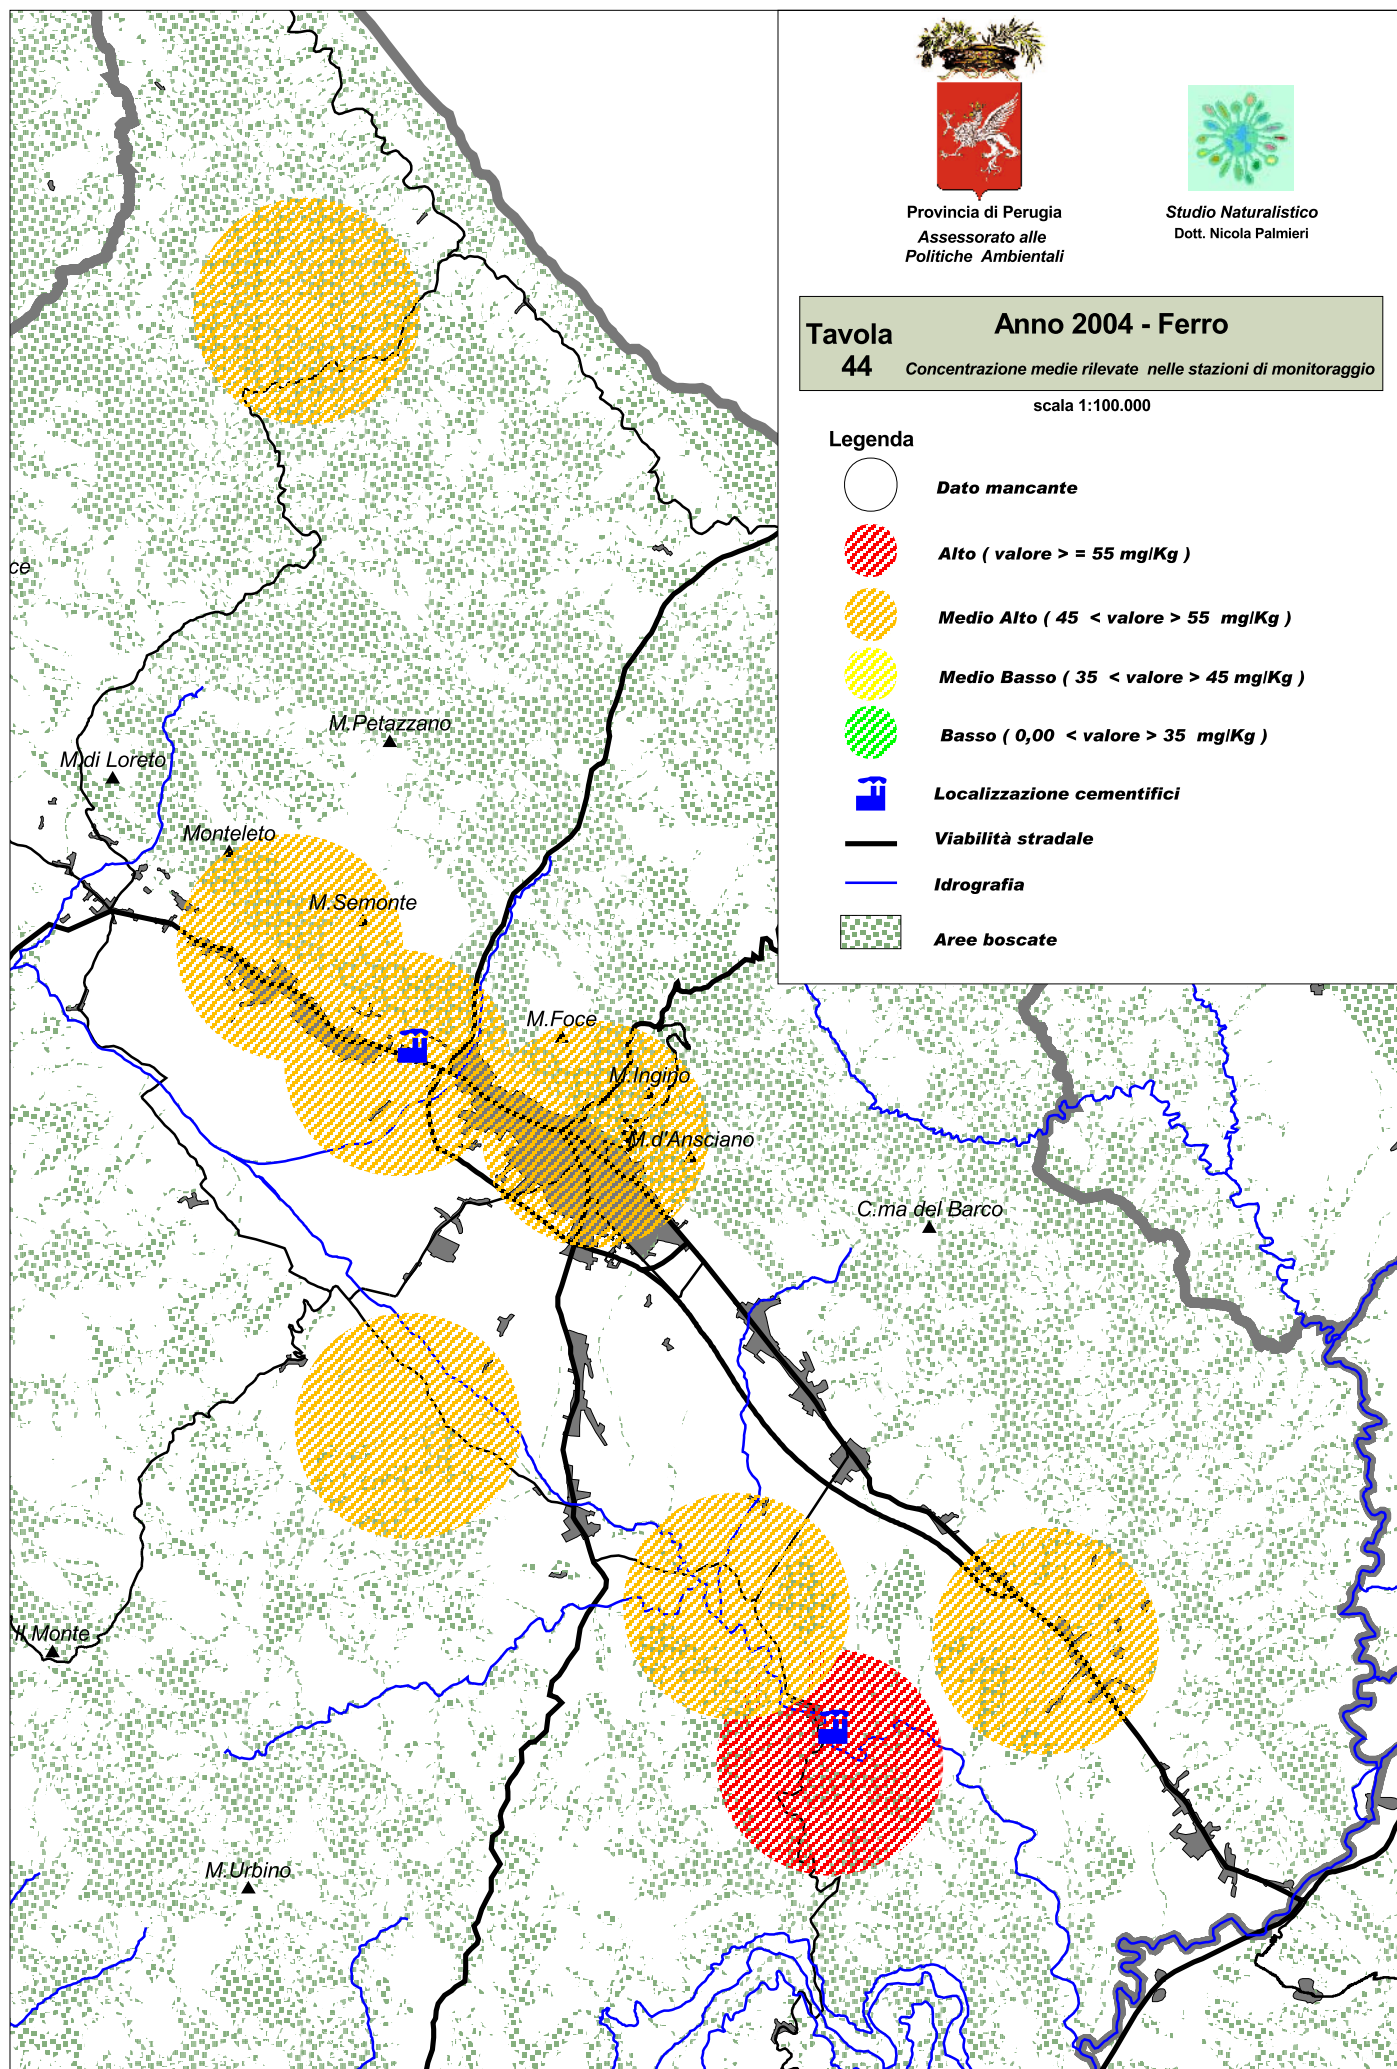 Provincia di Perugia
Assessorato alle
Politiche Ambientali
Studio Naturalistico
Dott. Nicola Palmieri
Tavola
44
Anno 2004 - Ferro
Concentrazione medie rilevate nelle stazioni di monitoraggio
scala 1:100.000
Legenda
Dato mancante
Alto ( valore > = 55 mg/Kg )
Medio Alto ( 45 < valore > 55 mg/Kg )
Medio Basso ( 35 < valore > 45 mg/Kg )
Basso ( 0,00 < valore > 35 mg/Kg )
Localizzazione cementifici
Viabilità stradale
Idrografia
Aree boscate
ce
M.Petazzano
M.di Loreto
Monteleto
M.Semonte
M.Foce
M.Ingino
M.d'Ansciano
C.ma del Barco
Il Monte
M.Urbino